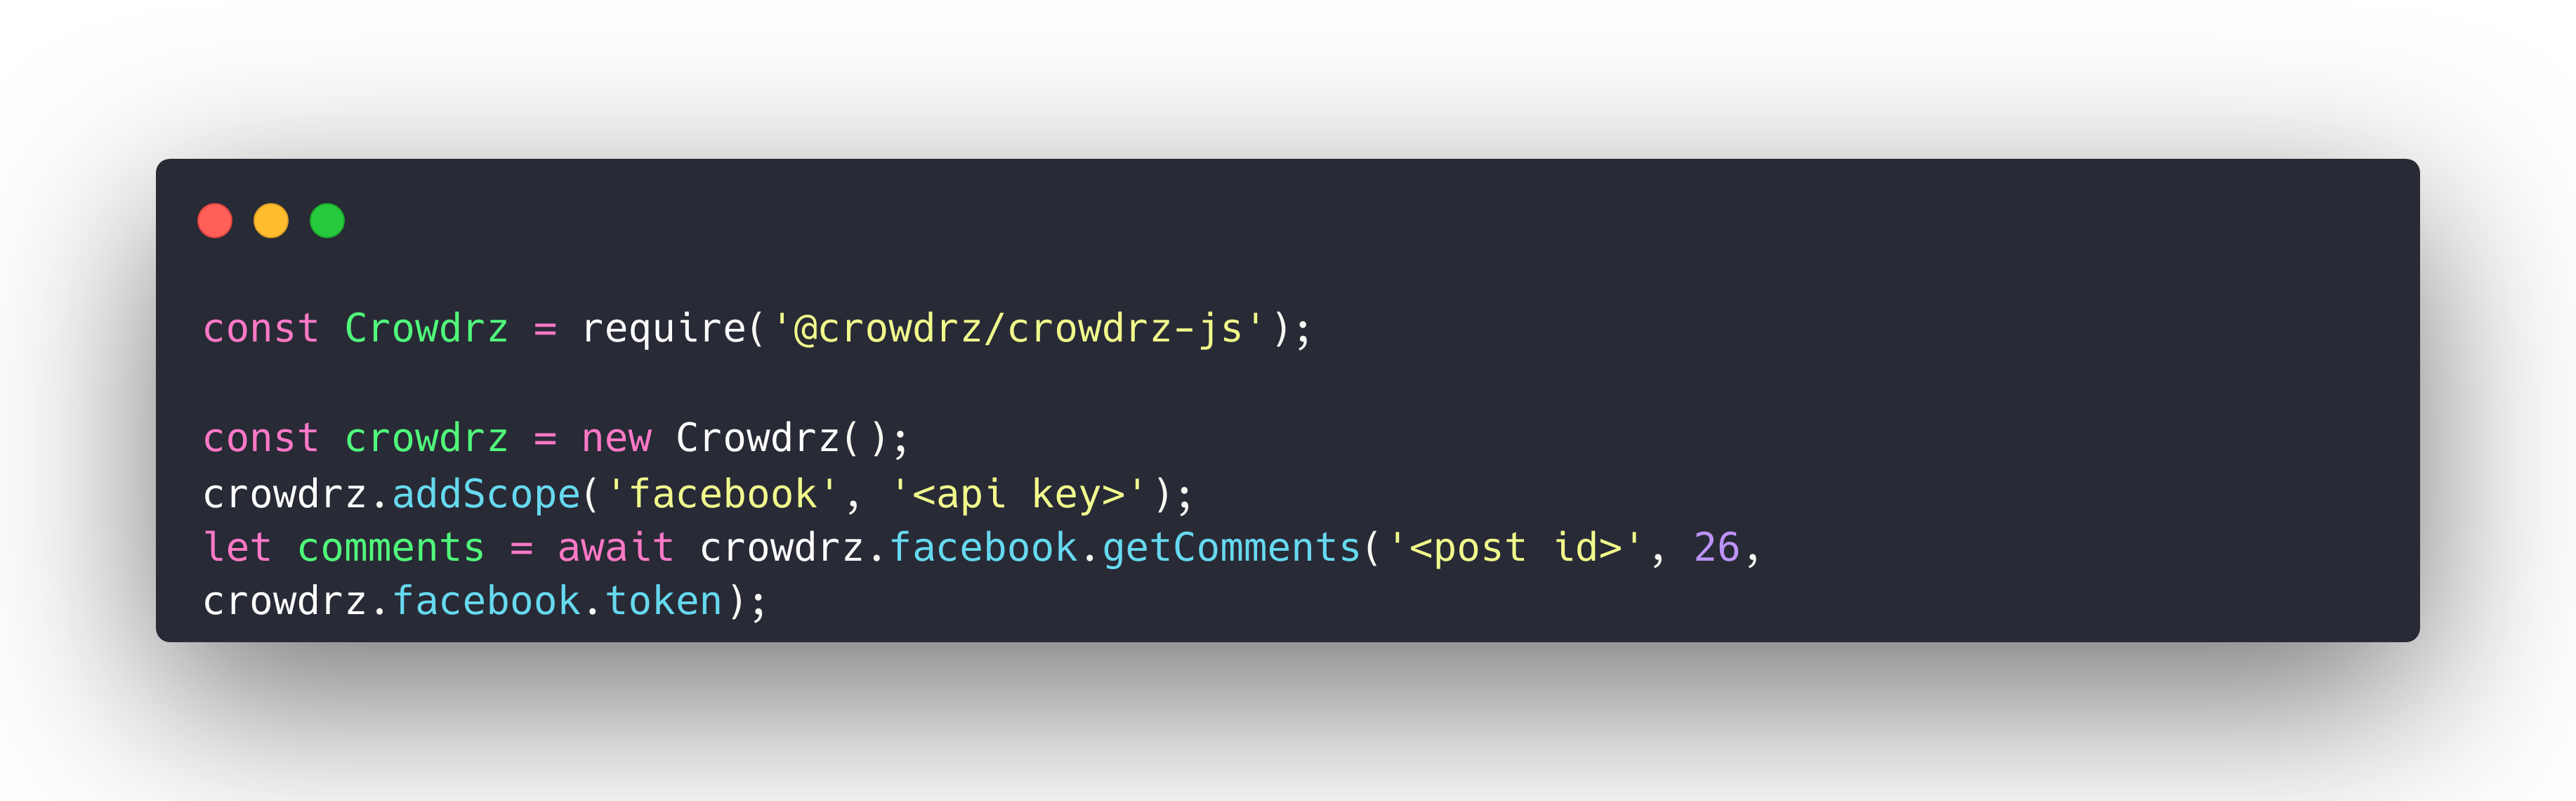 const Crowdrz = require('@crowdrz/crowdrz-js');
const crowdrz = new Crowdrz();
crowdrz.addScope('facebook', '<api key>');
let comments = await crowdrz.facebook.getComments('<post id>', 26,
crowdrz.facebook.token);